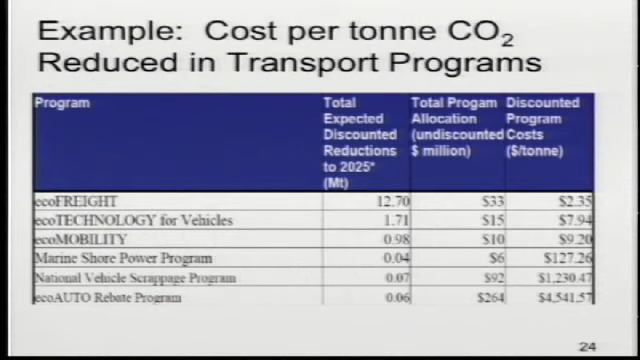 Example: Cost per tonne CO2
Reduced in Transport Programs
Program Total Expected Discounted Reductions to 2025* (Mt) Total Progam Allocation (undiscounted $ million) Discounted Program Costs ($/tonne)
ecoFREIGHT 12.70 $33 $2.35
ecoTECHNOLOGY for Vehicles 1.71 $15 $7.94
ecoMOBILITY 0.98 $10 $9.20
Marine Shore Power Program 0.04 $6 $127.26
National Vehicle Scrappage Program 0.07 $92 $1,230.47
ecoAUTO Rebate Program 0.06 $264 $4,541.57
24